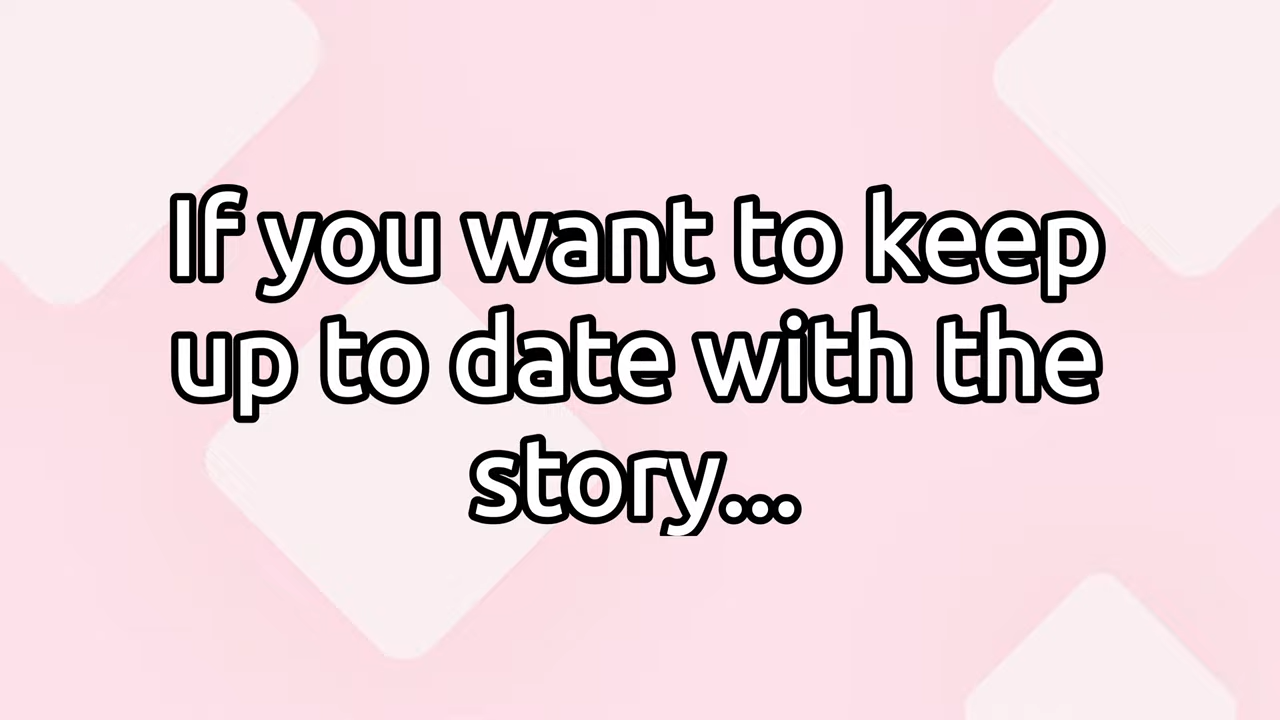 If you want to keep
up to date with the
story...